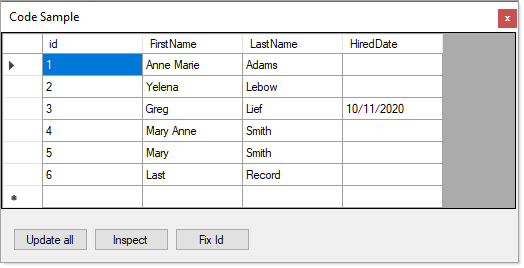 Code Sample
id FirstName LastName HiredDate
1 Anne Marie Adams
2 Yelena Lebow
3 Greg Lief 10/11/2020
4 Mary Anne Smith
5 Mary Smith
6 Last Record
Update all Inspect Fix Id